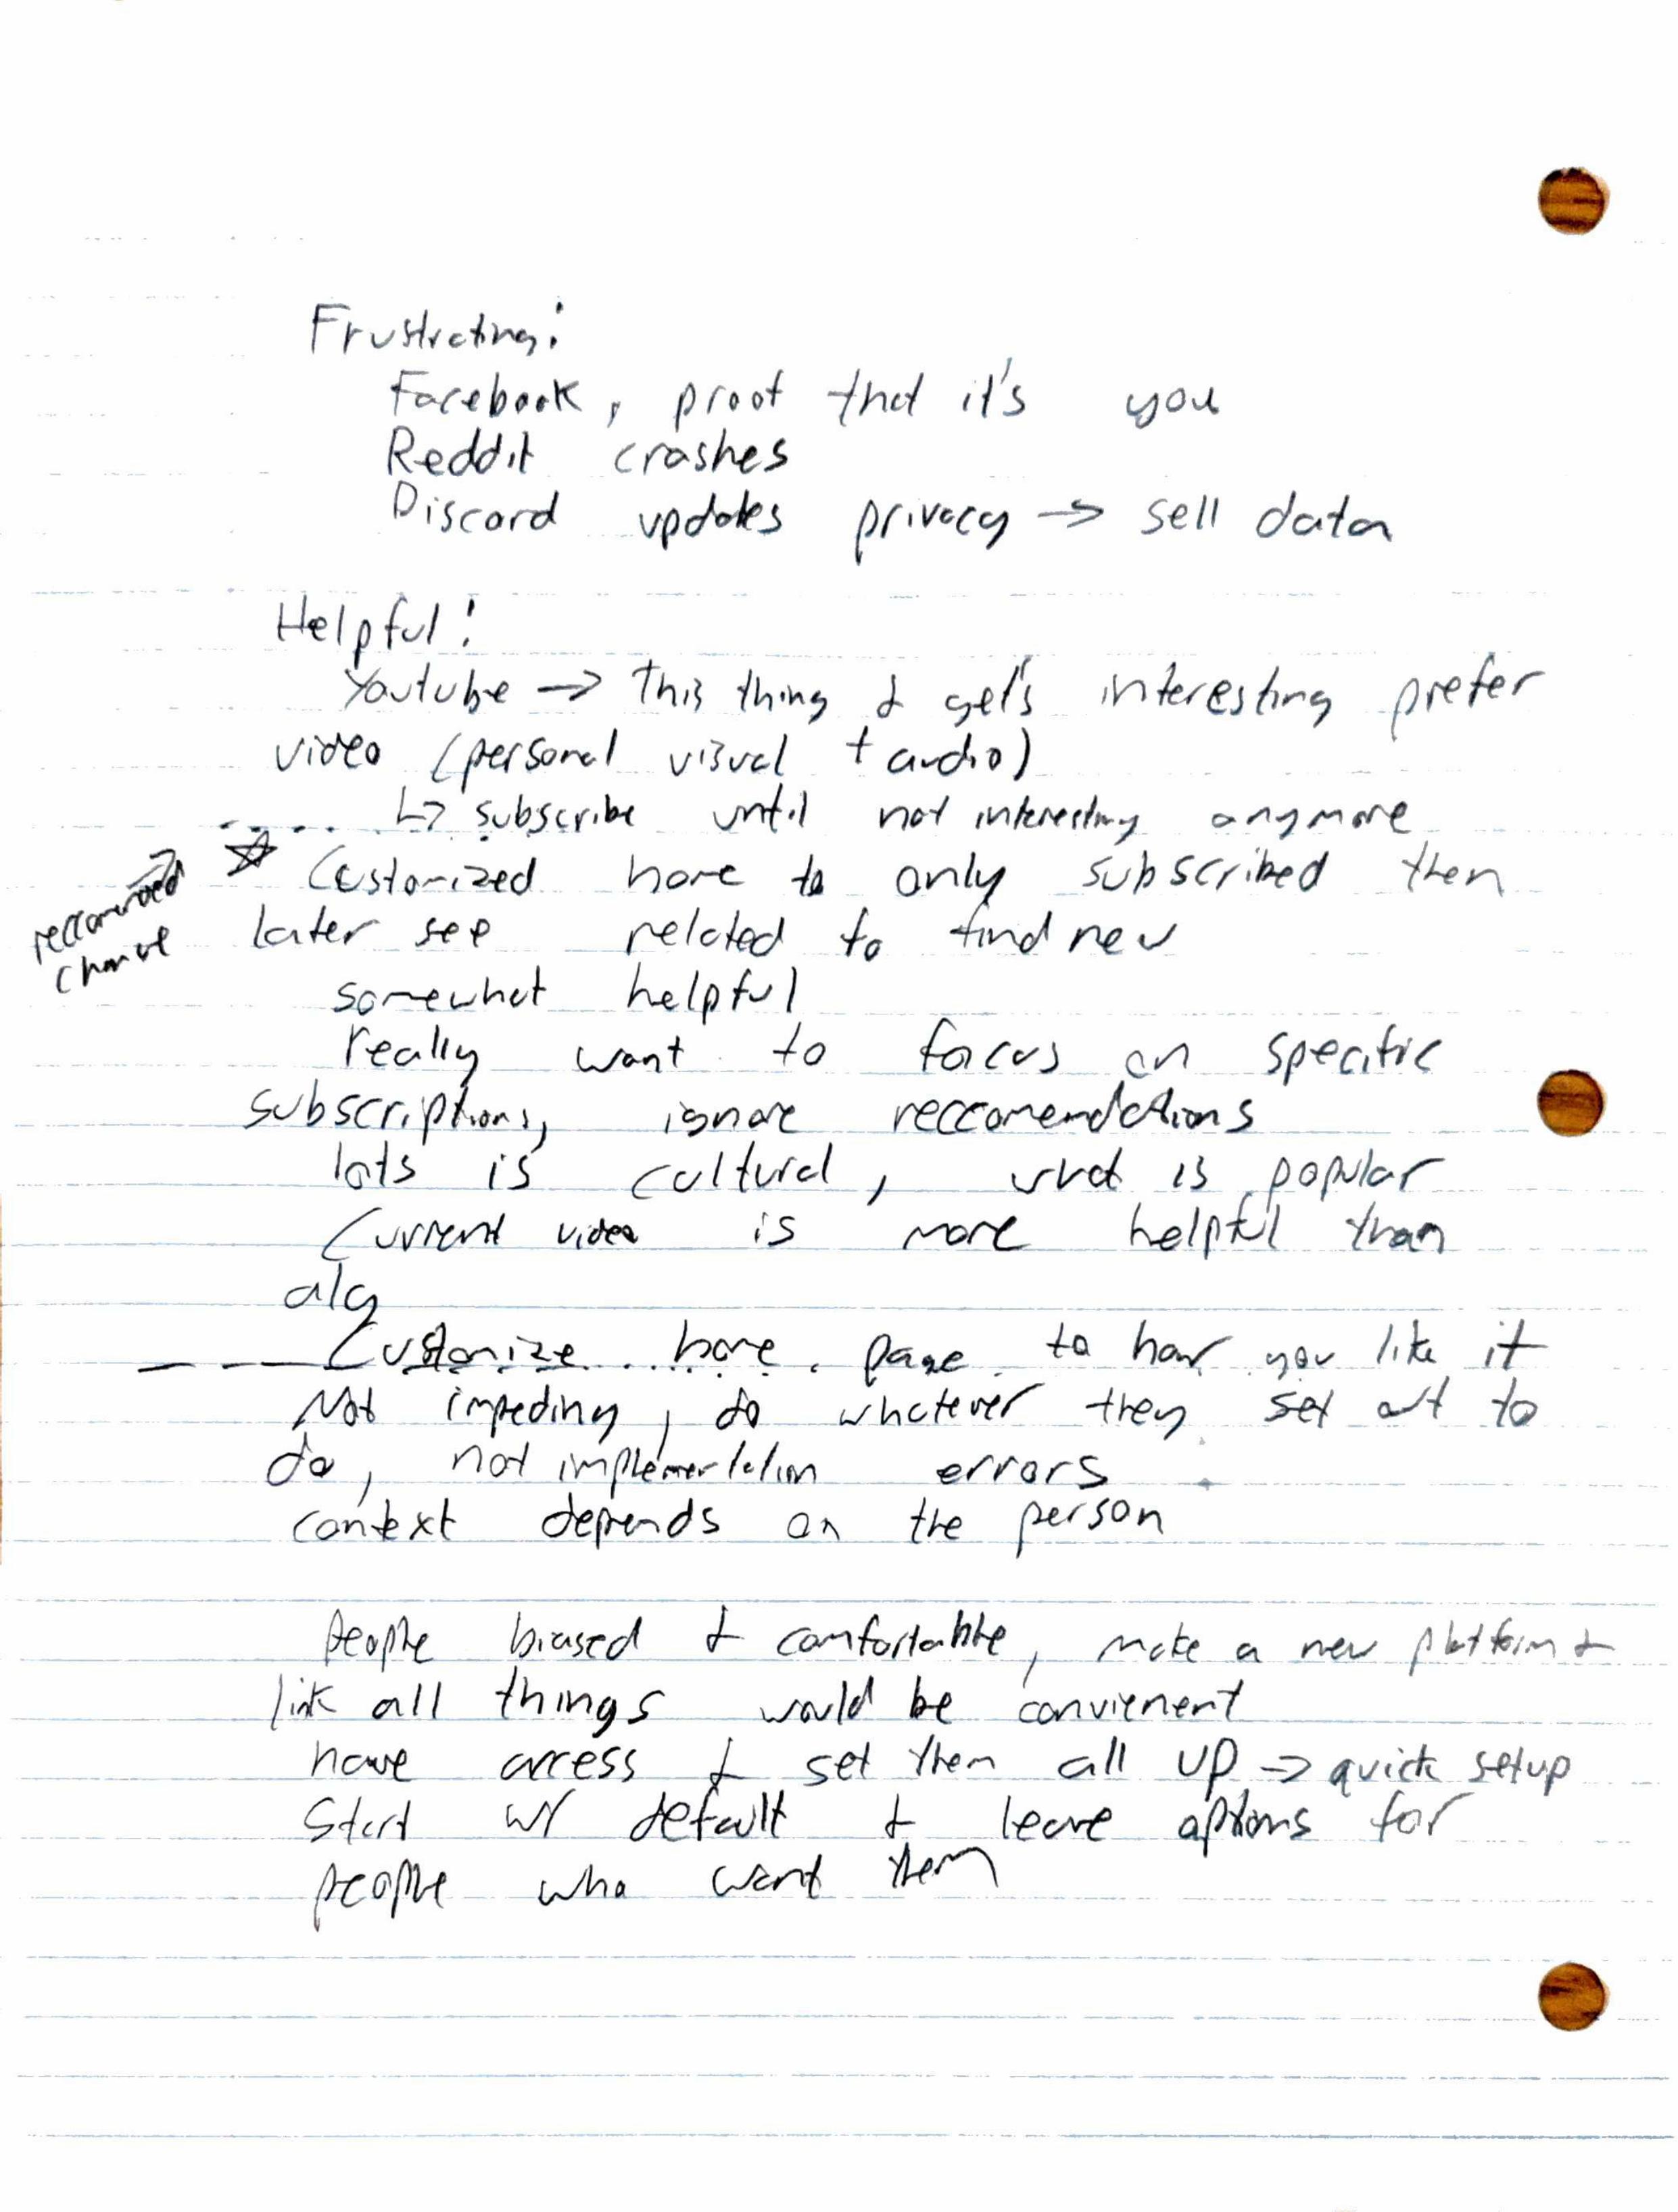 Frustrating:
Facebook, proof that it's you
Reddit crashes
Discord updates privacy → sell data
Helpful:
Youtube → This thing & get's interesting prefer
video (personal visual + audio)
↳ subscribe until not interesting anymore
☆ Customized home to only subscribed then
reccomended →
change
later see related to find new
somewhat helpful
really want to focus on specific
subscriptions, ignore reccomendations
lots is cultural, what is popular
Current video is more helpful than
alg
Customize home page to how you like it
Not impeding, do whatever they set out to
do, not implementation errors
context depends on the person
People biased & comfortable, make a new platform &
link all things would be convienent
have access & set them all up → quick setup
Start w/ default & leave options for
people who want them